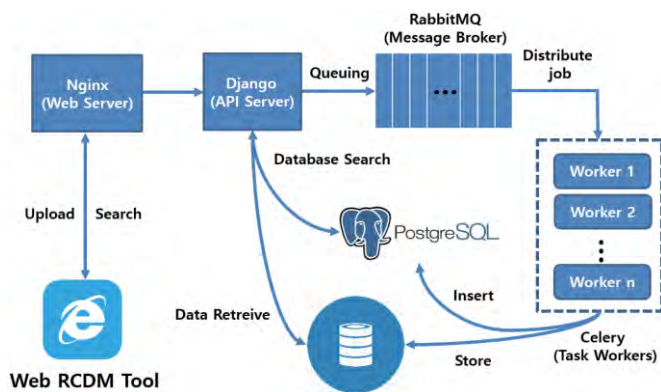 RabbitMQ
(Message Broker)
Nginx
(Web Server)
Django
(API Server)
Queuing
Distribute
job
Worker 1
Worker 2
Worker n
Database Search
PostgreSQL
Upload
Search
Insert
Data Retreive
Store
Celery
(Task Workers)
Web RCDM Tool